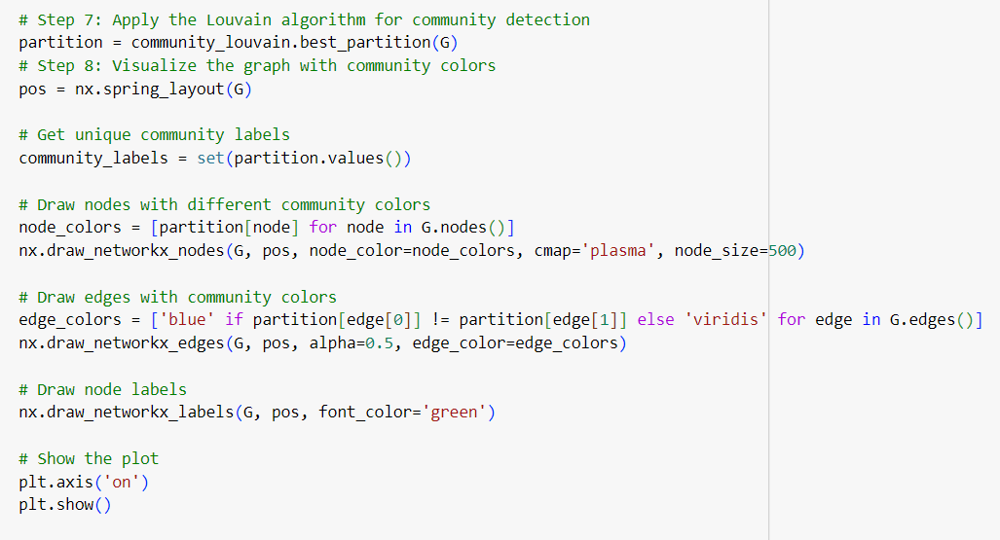 # Step 7: Apply the Louvain algorithm for community detection
partition = community_louvain.best_partition(G)
# Step 8: Visualize the graph with community colors
pos = nx.spring_layout(G)
# Get unique community labels
community_labels = set(partition.values())
# Draw nodes with different community colors
node_colors = [partition[node] for node in G.nodes()]
nx.draw_networkx_nodes(G, pos, node_color=node_colors, cmap='plasma', node_size=500)
# Draw edges with community colors
edge_colors = ['blue' if partition[edge[0]] != partition[edge[1]] else 'viridis' for edge in G.edges()]
nx.draw_networkx_edges(G, pos, alpha=0.5, edge_color=edge_colors)
# Draw node labels
nx.draw_networkx_labels(G, pos, font_color='green')
# Show the plot
plt.axis('on')
plt.show()